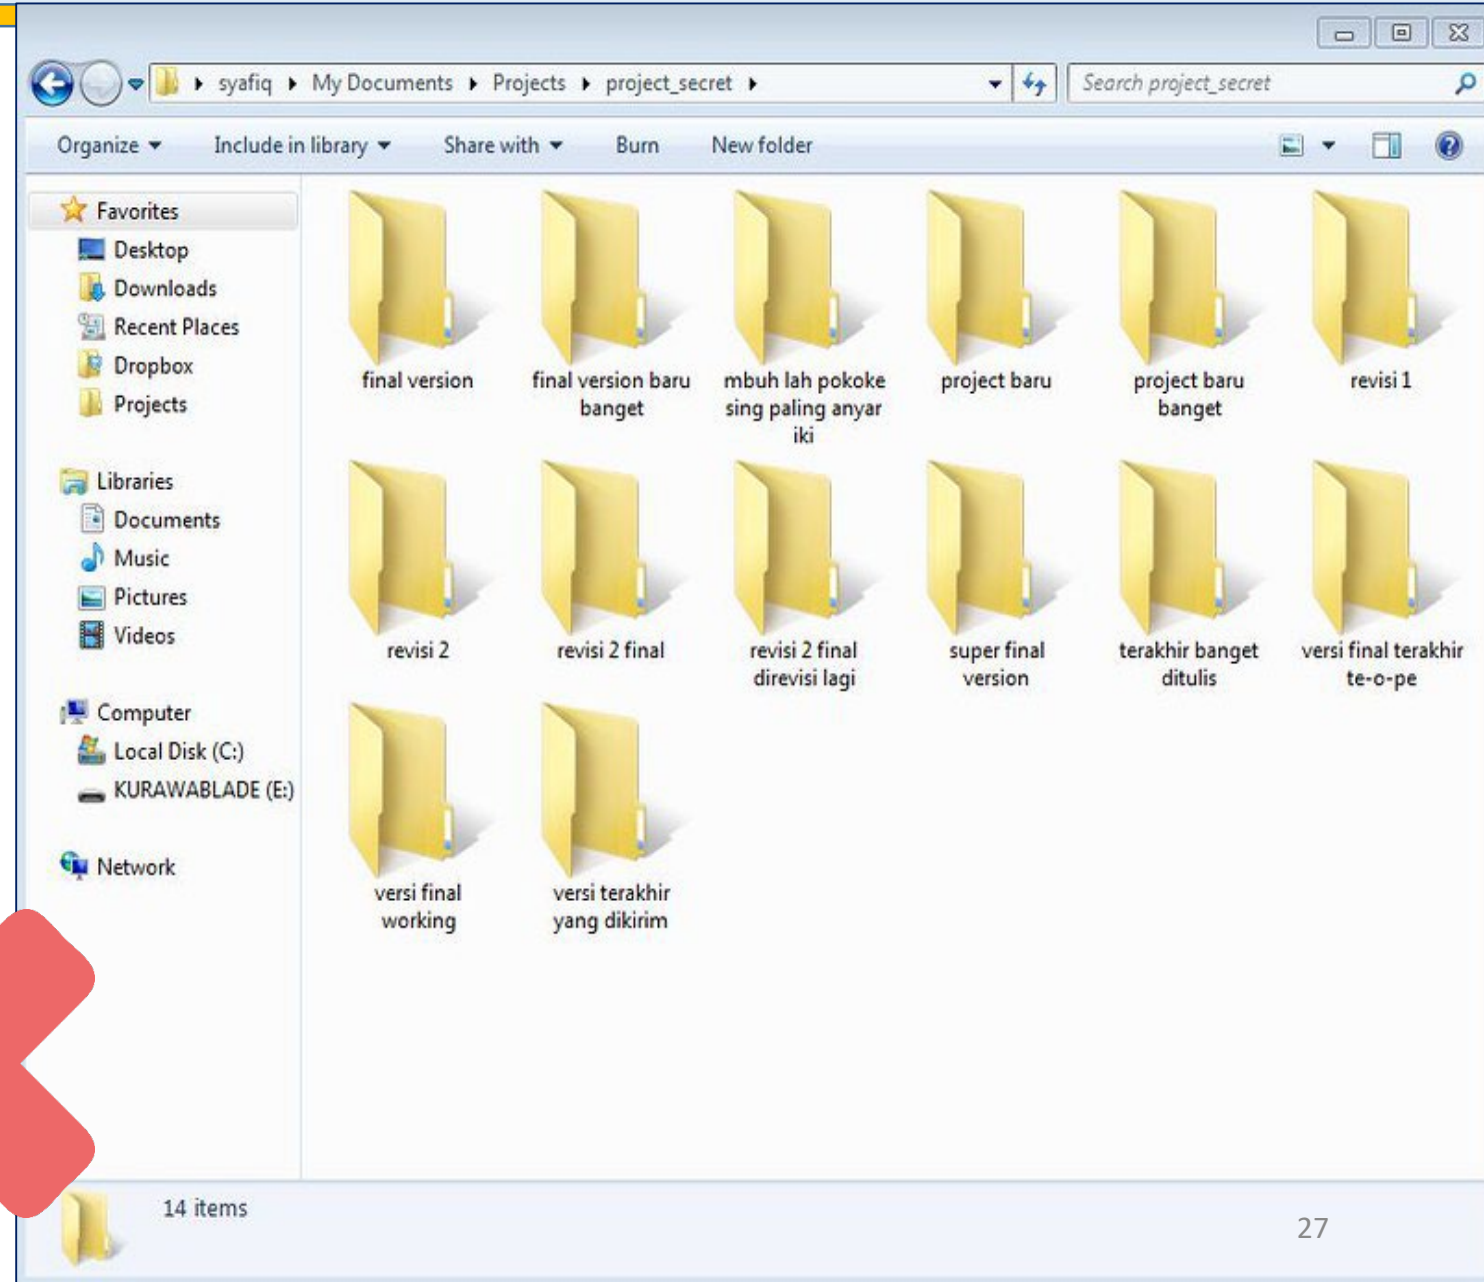 syafiq ▸ My Documents ▸ Projects ▸ project_secret ▸
Search project_secret
Organize Include in library Share with Burn New folder
Favorites
Desktop
Downloads
Recent Places
Dropbox
Projects
Libraries
Documents
Music
Pictures
Videos
Computer
Local Disk (C:)
KURAWABLADE (E:)
Network
final version
final version baru
banget
mbuh lah pokoke
sing paling anyar
iki
project baru
project baru
banget
revisi 1
revisi 2
revisi 2 final
revisi 2 final
direvisi lagi
super final
version
terakhir banget
ditulis
versi final terakhir
te-o-pe
versi final
working
versi terakhir
yang dikirim
14 items
27